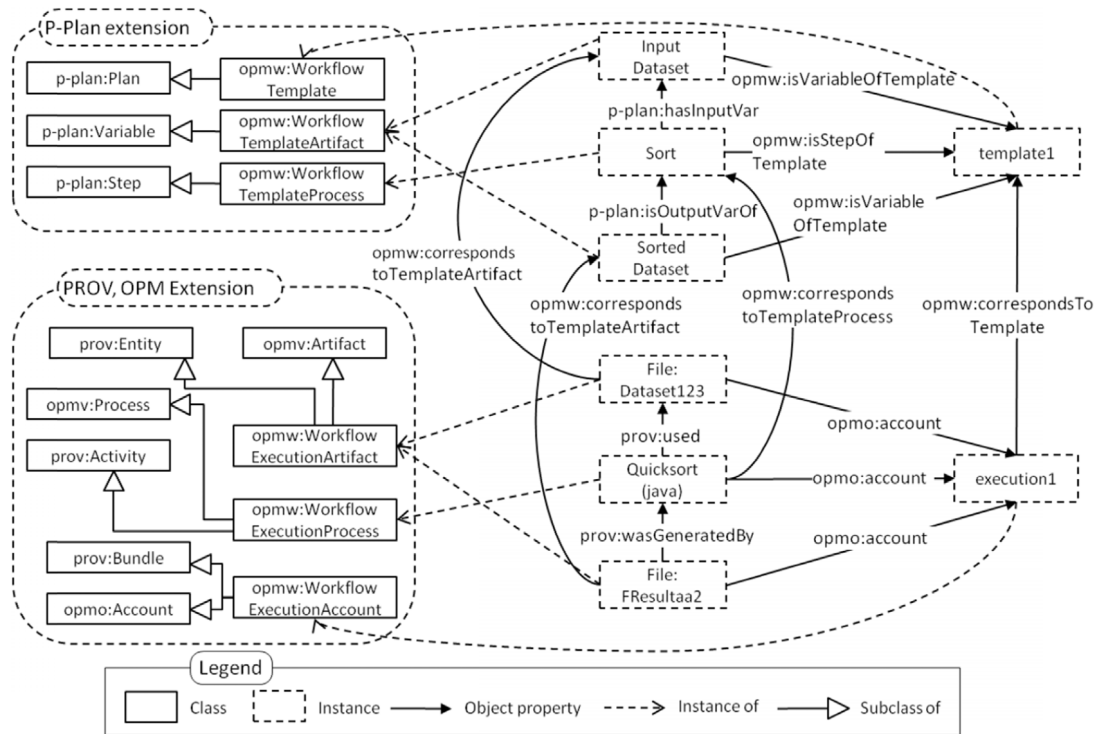 P-Plan extension
p-plan:Plan
opmw:Workflow
Template
p-plan:Variable
opmw:Workflow
TemplateArtifact
p-plan:Step
opmw:Workflow
TemplateProcess
Input
Dataset
opmw:isVariableOfTemplate
p-plan:hasInputVar
Sort
opmw:isStepOf
Template
template1
p-plan:isOutputVarOf
opmw:isVariable
OfTemplate
Sorted
Dataset
opmw:corresponds
toTemplateArtifact
opmw:corresponds
toTemplateArtifact
opmw:corresponds
toTemplateProcess
opmw:correspondsTo
Template
PROV, OPM Extension
prov:Entity
opmv:Artifact
opmv:Process
prov:Activity
opmw:Workflow
ExecutionArtifact
opmw:Workflow
ExecutionProcess
prov:Bundle
opmo:Account
opmw:Workflow
ExecutionAccount
File:
Dataset123
opmo:account
prov:used
Quicksort
(java)
opmo:account
execution1
prov:wasGeneratedBy
opmo:account
File:
FResultaa2
Legend
Class
Instance
Object property
Instance of
Subclass of